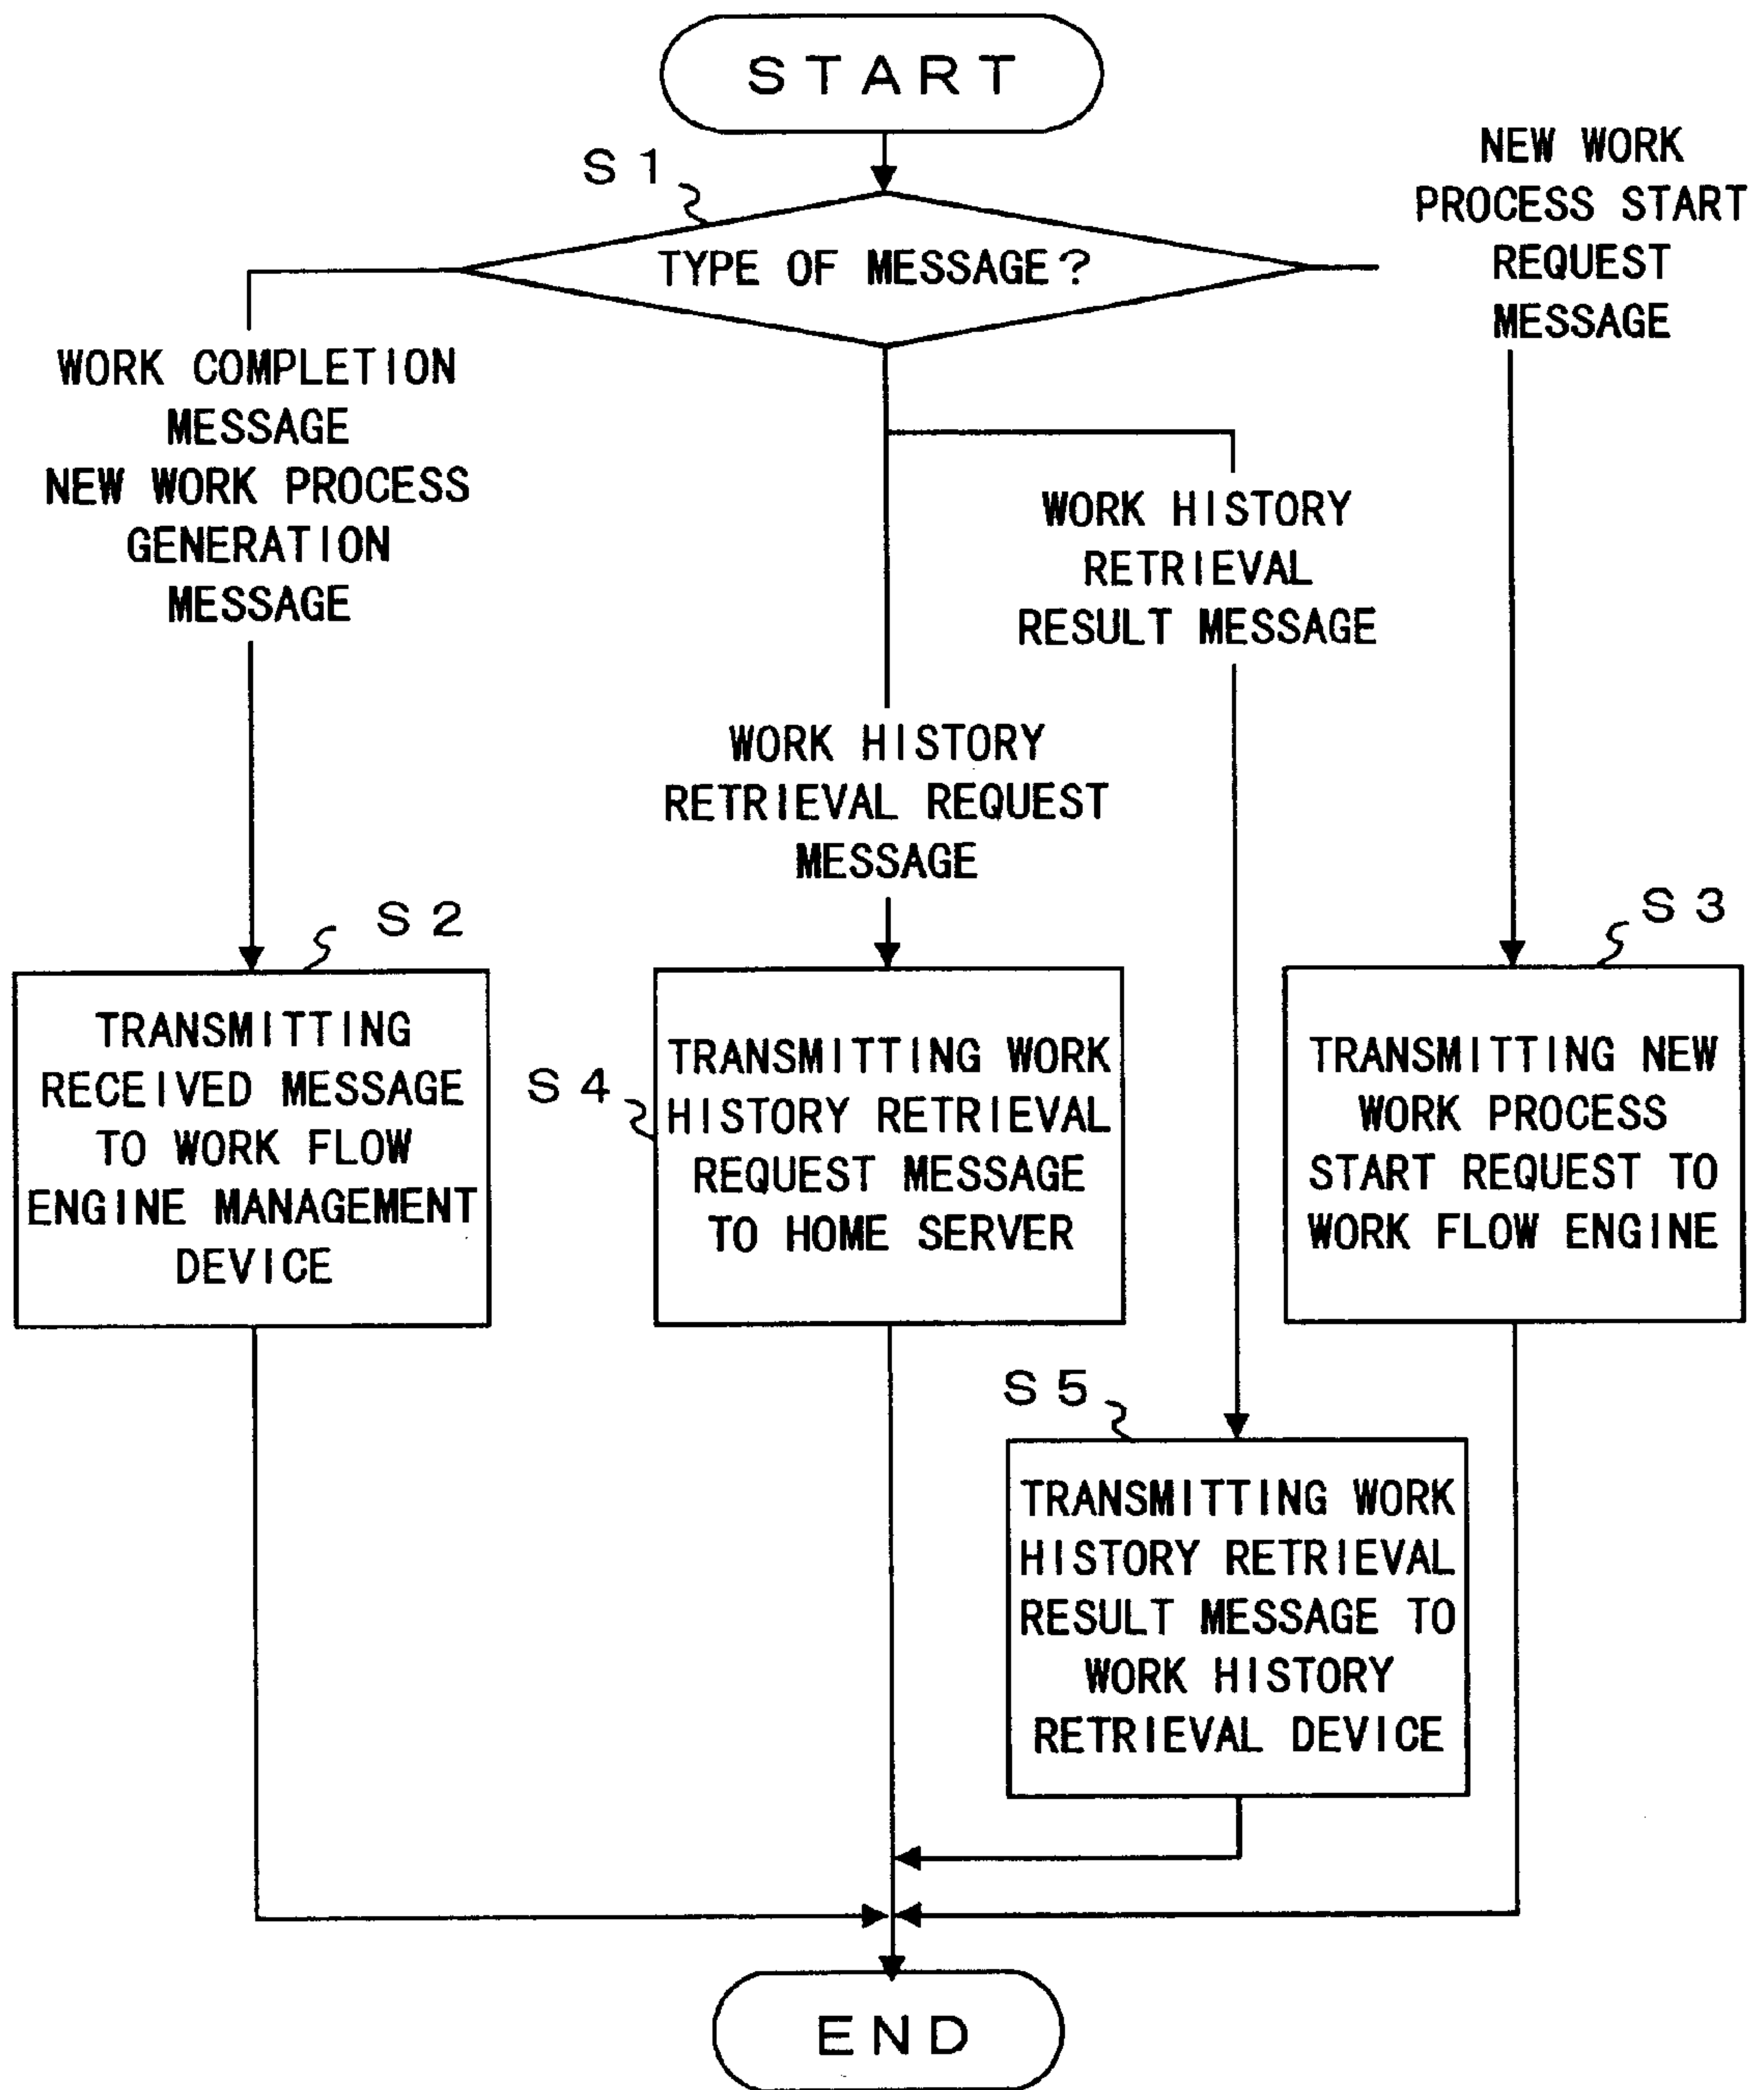 START
S1
TYPE OF MESSAGE?
NEW WORK
PROCESS START
REQUEST
MESSAGE
WORK COMPLETION
MESSAGE
NEW WORK PROCESS
GENERATION
MESSAGE
WORK HISTORY
RETRIEVAL
RESULT MESSAGE
WORK HISTORY
RETRIEVAL REQUEST
MESSAGE
S2
TRANSMITTING
RECEIVED MESSAGE
TO WORK FLOW
ENGINE MANAGEMENT
DEVICE
S4
TRANSMITTING WORK
HISTORY RETRIEVAL
REQUEST MESSAGE
TO HOME SERVER
S3
TRANSMITTING NEW
WORK PROCESS
START REQUEST TO
WORK FLOW ENGINE
S5
TRANSMITTING WORK
HISTORY RETRIEVAL
RESULT MESSAGE TO
WORK HISTORY
RETRIEVAL DEVICE
END